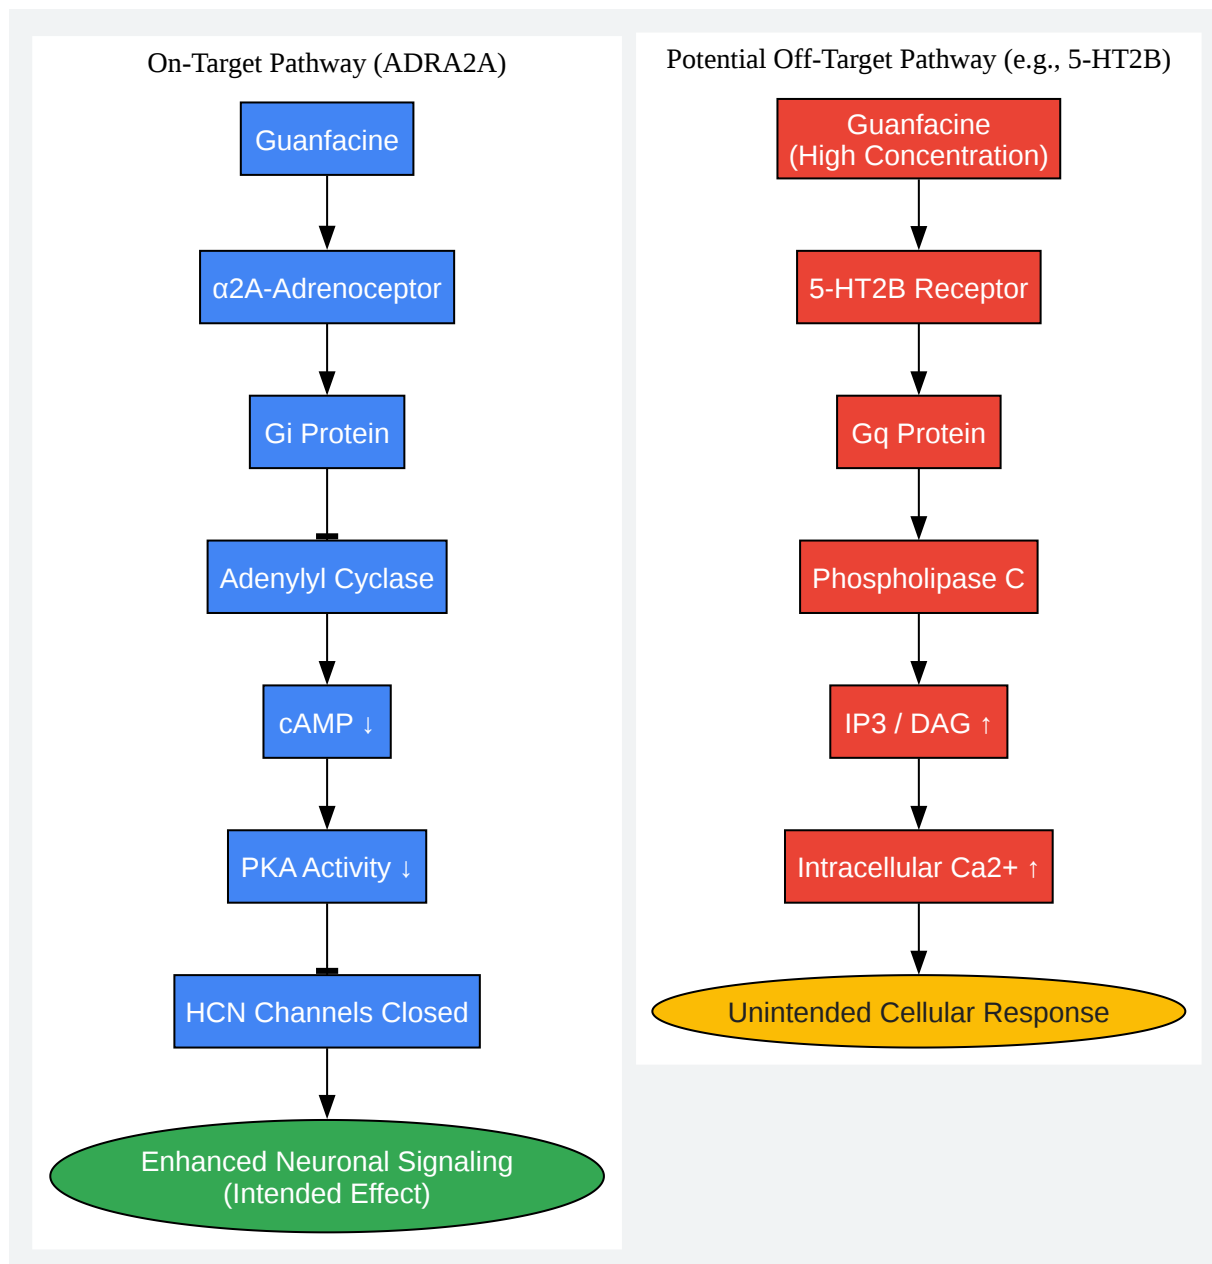 On-Target Pathway (ADRA2A)
Guanfacine
α2A-Adrenoceptor
Gi Protein
Adenylyl Cyclase
cAMP ↓
PKA Activity ↓
HCN Channels Closed
Enhanced Neuronal Signaling
(Intended Effect)
Potential Off-Target Pathway (e.g., 5-HT2B)
Guanfacine
(High Concentration)
5-HT2B Receptor
Gq Protein
Phospholipase C
IP3 / DAG ↑
Intracellular Ca2+ ↑
Unintended Cellular Response